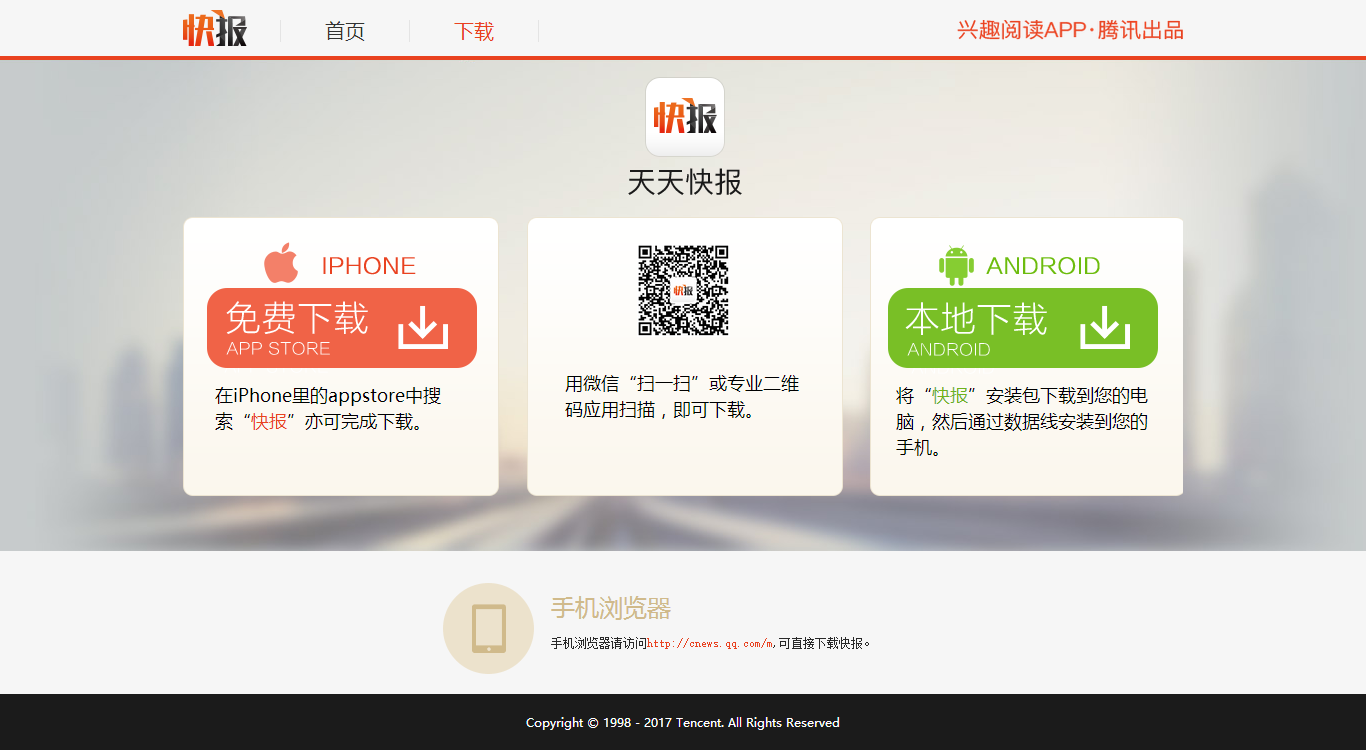 快报
首页
下载
兴趣阅读APP·腾讯出品
快报
天天快报
IPHONE
免费下载
APP STORE
在iPhone里的appstore中搜
索“快报”亦可完成下载。
快报
用微信“扫一扫”或专业二维
码应用扫描，即可下载。
ANDROID
本地下载
ANDROID
将“快报”安装包下载到您的电
脑，然后通过数据线安装到您的
手机。
手机浏览器
手机浏览器请访问http://cnews.qq.com/m,可直接下载快报。
Copyright © 1998 - 2017 Tencent. All Rights Reserved